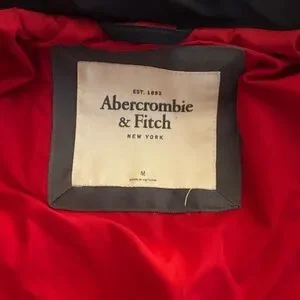 EST. 1892
Abercrombie
& Fitch
NEW YORK
M